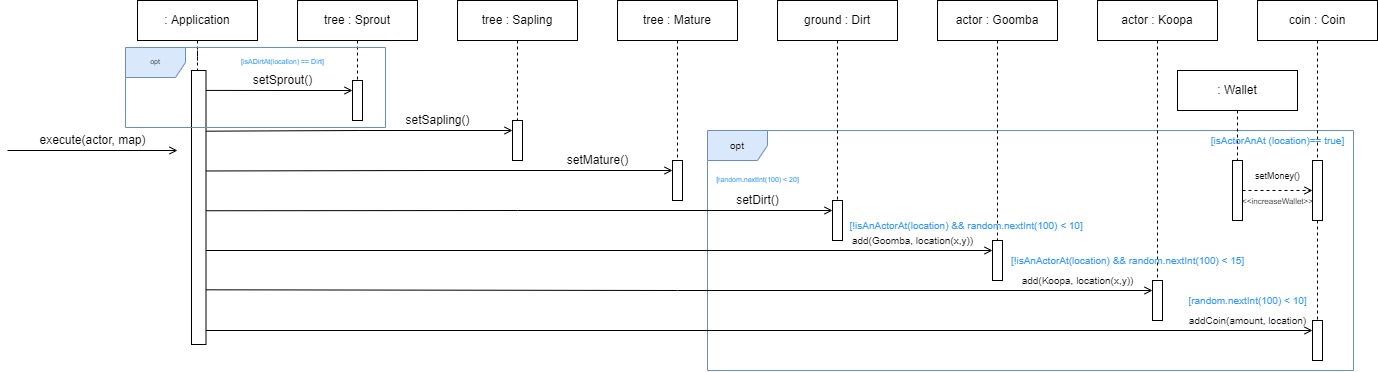 : Application
tree : Sprout
tree : Sapling
tree : Mature
ground : Dirt
actor : Goomba
actor : Koopa
coin : Coin
opt
[isADirtAt(location) == Dirt]
setSprout()
: Wallet
setSapling()
execute(actor, map)
opt
[isActorAnAt (location)== true]
setMature()
[random.nextInt(100) < 20]
setMoney()
<<increaseWallet>>
setDirt()
[!isAnActorAt(location) && random.nextInt(100) < 10]
add(Goomba, location(x,y))
[!isAnActorAt(location) && random.nextInt(100) < 15]
add(Koopa, location(x,y))
[random.nextInt(100) < 10]
addCoin(amount, location)